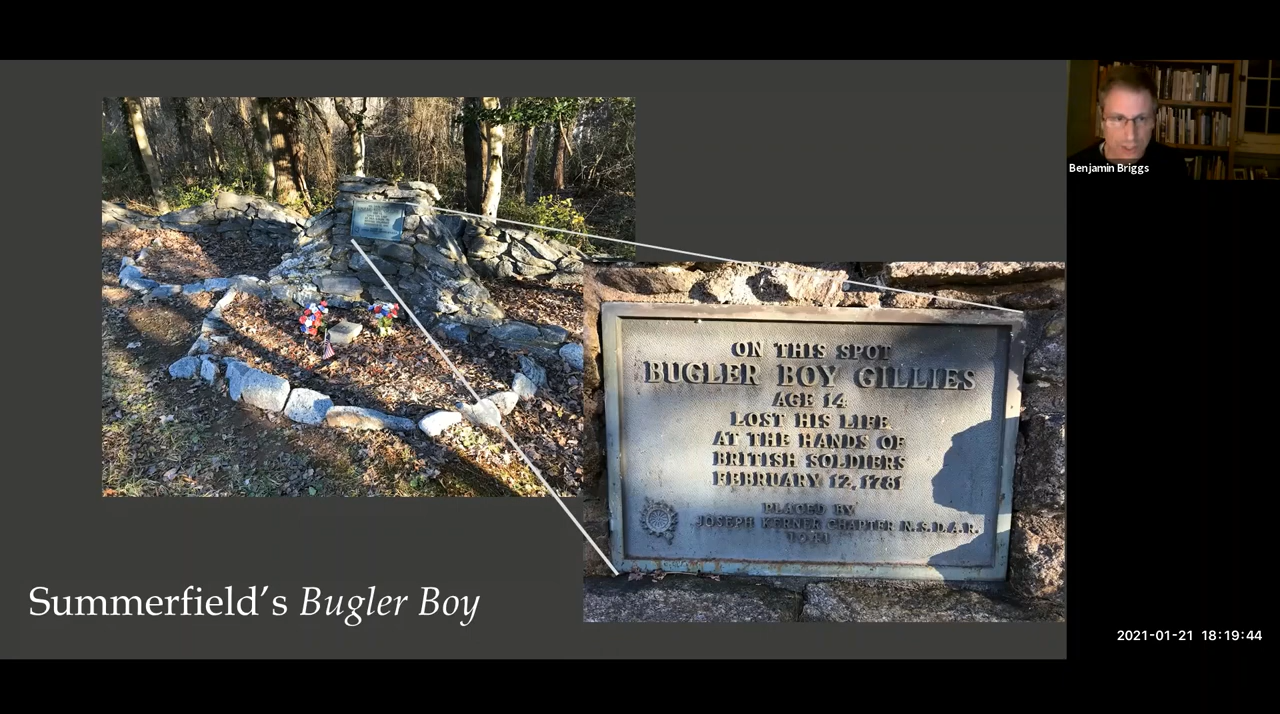 Benjamin Briggs
ON THIS SPOT
BUGLER BOY GILLIES
AGE 14
LOST HIS LIFE
AT THE HANDS OF
BRITISH SOLDIERS
FEBRUARY 12, 1781
PLACED BY
JOSEPH KERNER CHAPTER N.S.D.A.R.
1941
Summerfield's Bugler Boy
2021-01-21 18:19:44